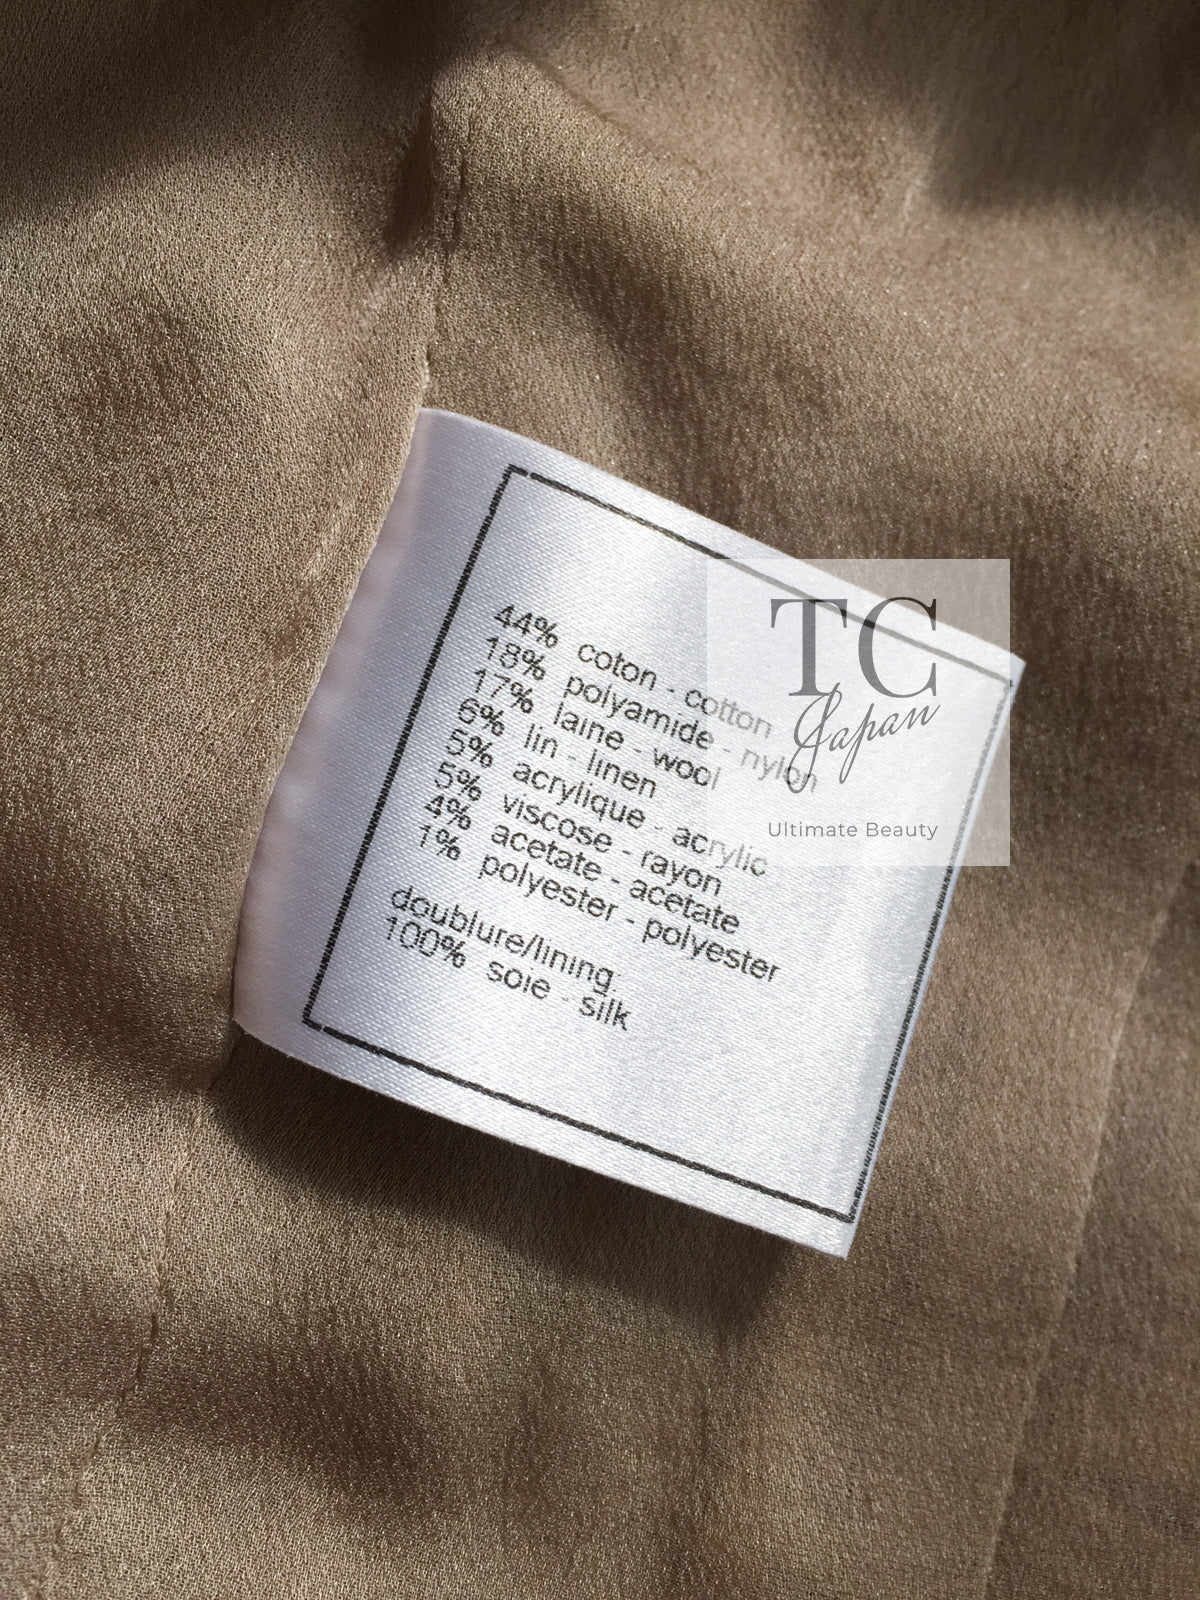 44% coton - cotton
18% polyamide - nylon
17% laine - wool
6% lin - linen
5% acrylique - acrylic
5% viscose - rayon
4% acetate - acetate
1% polyester - polyester
doublure/lining:
100% soie - silk
TC
Japan
Ultimate Beauty